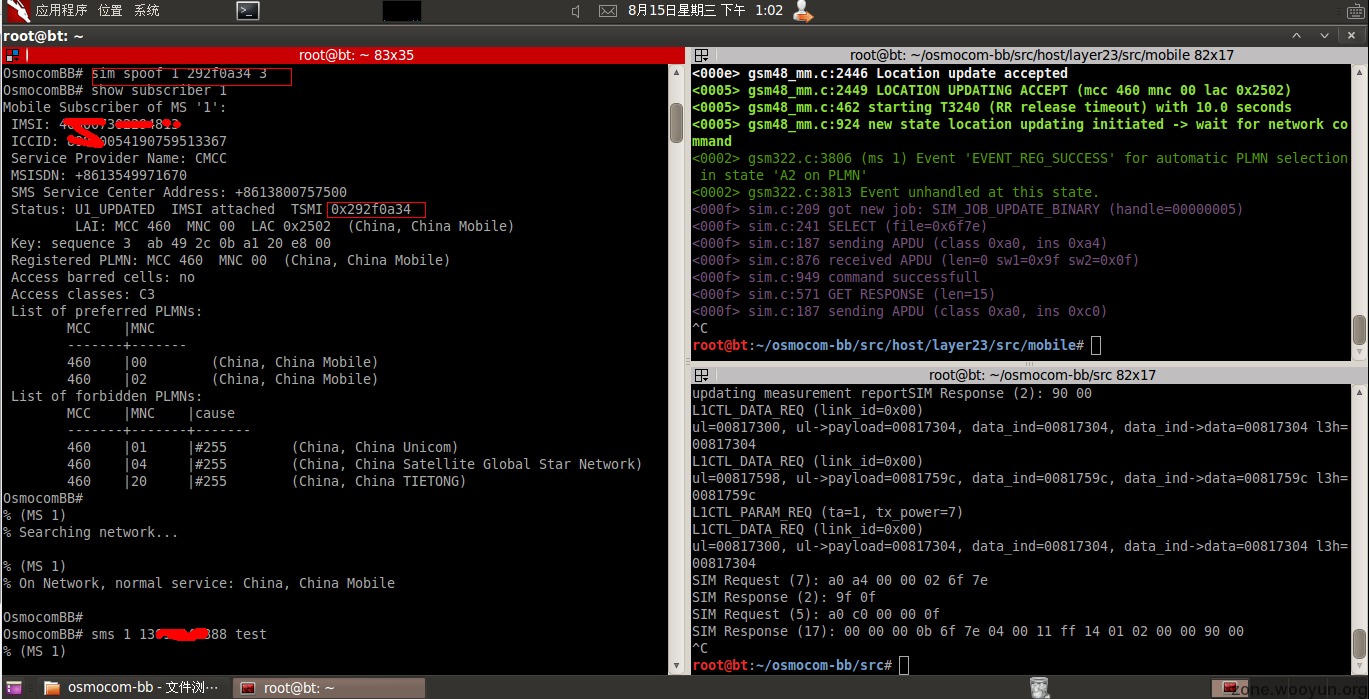 应用程序 位置 系统
8月15日星期三 下午 1:02
root@bt: ~
root@bt: ~ 83x35
OsmocomBB# sim spoof 1 292f0a34 3
OsmocomBB# show subscriber 1
Mobile Subscriber of MS '1':
IMSI:
ICCID: 0054190759513367
Service Provider Name: CMCC
MSISDN: +8613549971670
SMS Service Center Address: +8613800757500
Status: U1_UPDATED IMSI attached TSMI 0x292f0a34
LAI: MCC 460 MNC 00 LAC 0x2502 (China, China Mobile)
Key: sequence 3 ab 49 2c 0b a1 20 e8 00
Registered PLMN: MCC 460 MNC 00 (China, China Mobile)
Access barred cells: no
Access classes: C3
List of preferred PLMNs:
MCC |MNC
-------+-------
460 |00 (China, China Mobile)
460 |02 (China, China Mobile)
List of forbidden PLMNs:
MCC |MNC |cause
-------+-------+-------
460 |01 |#255 (China, China Unicom)
460 |04 |#255 (China, China Satellite Global Star Network)
460 |20 |#255 (China, China TIETONG)
OsmocomBB#
% (MS 1)
% Searching network...
% (MS 1)
% On Network, normal service: China, China Mobile
OsmocomBB#
OsmocomBB# sms 1 13 888 test
% (MS 1)
root@bt: ~/osmocom-bb/src/host/layer23/src/mobile 82x17
<000e> gsm48_mm.c:2446 Location update accepted
<0005> gsm48_mm.c:2449 LOCATION UPDATING ACCEPT (mcc 460 mnc 00 lac 0x2502)
<0005> gsm48_mm.c:462 starting T3240 (RR release timeout) with 10.0 seconds
<0005> gsm48_mm.c:924 new state location updating initiated -> wait for network co
mmand
<0002> gsm322.c:3806 (ms 1) Event 'EVENT_REG_SUCCESS' for automatic PLMN selection
in state 'A2 on PLMN'
<0002> gsm322.c:3813 Event unhandled at this state.
<000f> sim.c:209 got new job: SIM_JOB_UPDATE_BINARY (handle=00000005)
<000f> sim.c:241 SELECT (file=0x6f7e)
<000f> sim.c:187 sending APDU (class 0xa0, ins 0xa4)
<000f> sim.c:876 received APDU (len=0 sw1=0x9f sw2=0x0f)
<000f> sim.c:949 command successfull
<000f> sim.c:571 GET RESPONSE (len=15)
<000f> sim.c:187 sending APDU (class 0xa0, ins 0xc0)
^C
root@bt:~/osmocom-bb/src/host/layer23/src/mobile#
root@bt: ~/osmocom-bb/src 82x17
updating measurement reportSIM Response (2): 90 00
L1CTL_DATA_REQ (link_id=0x00)
ul=00817300, ul->payload=00817304, data_ind=00817304, data_ind->data=00817304 l3h=
00817304
L1CTL_DATA_REQ (link_id=0x00)
ul=00817598, ul->payload=0081759c, data_ind=0081759c, data_ind->data=0081759c l3h=
0081759c
L1CTL_PARAM_REQ (ta=1, tx_power=7)
L1CTL_DATA_REQ (link_id=0x00)
ul=00817300, ul->payload=00817304, data_ind=00817304, data_ind->data=00817304 l3h=
00817304
SIM Request (7): a0 a4 00 00 02 6f 7e
SIM Response (2): 9f 0f
SIM Request (5): a0 c0 00 00 0f
SIM Response (17): 00 00 00 0b 6f 7e 04 00 11 ff 14 01 02 00 00 90 00
^C
root@bt:~/osmocom-bb/src#
osmocom-bb - 文件浏...
root@bt: ~
zone.wooyun.org